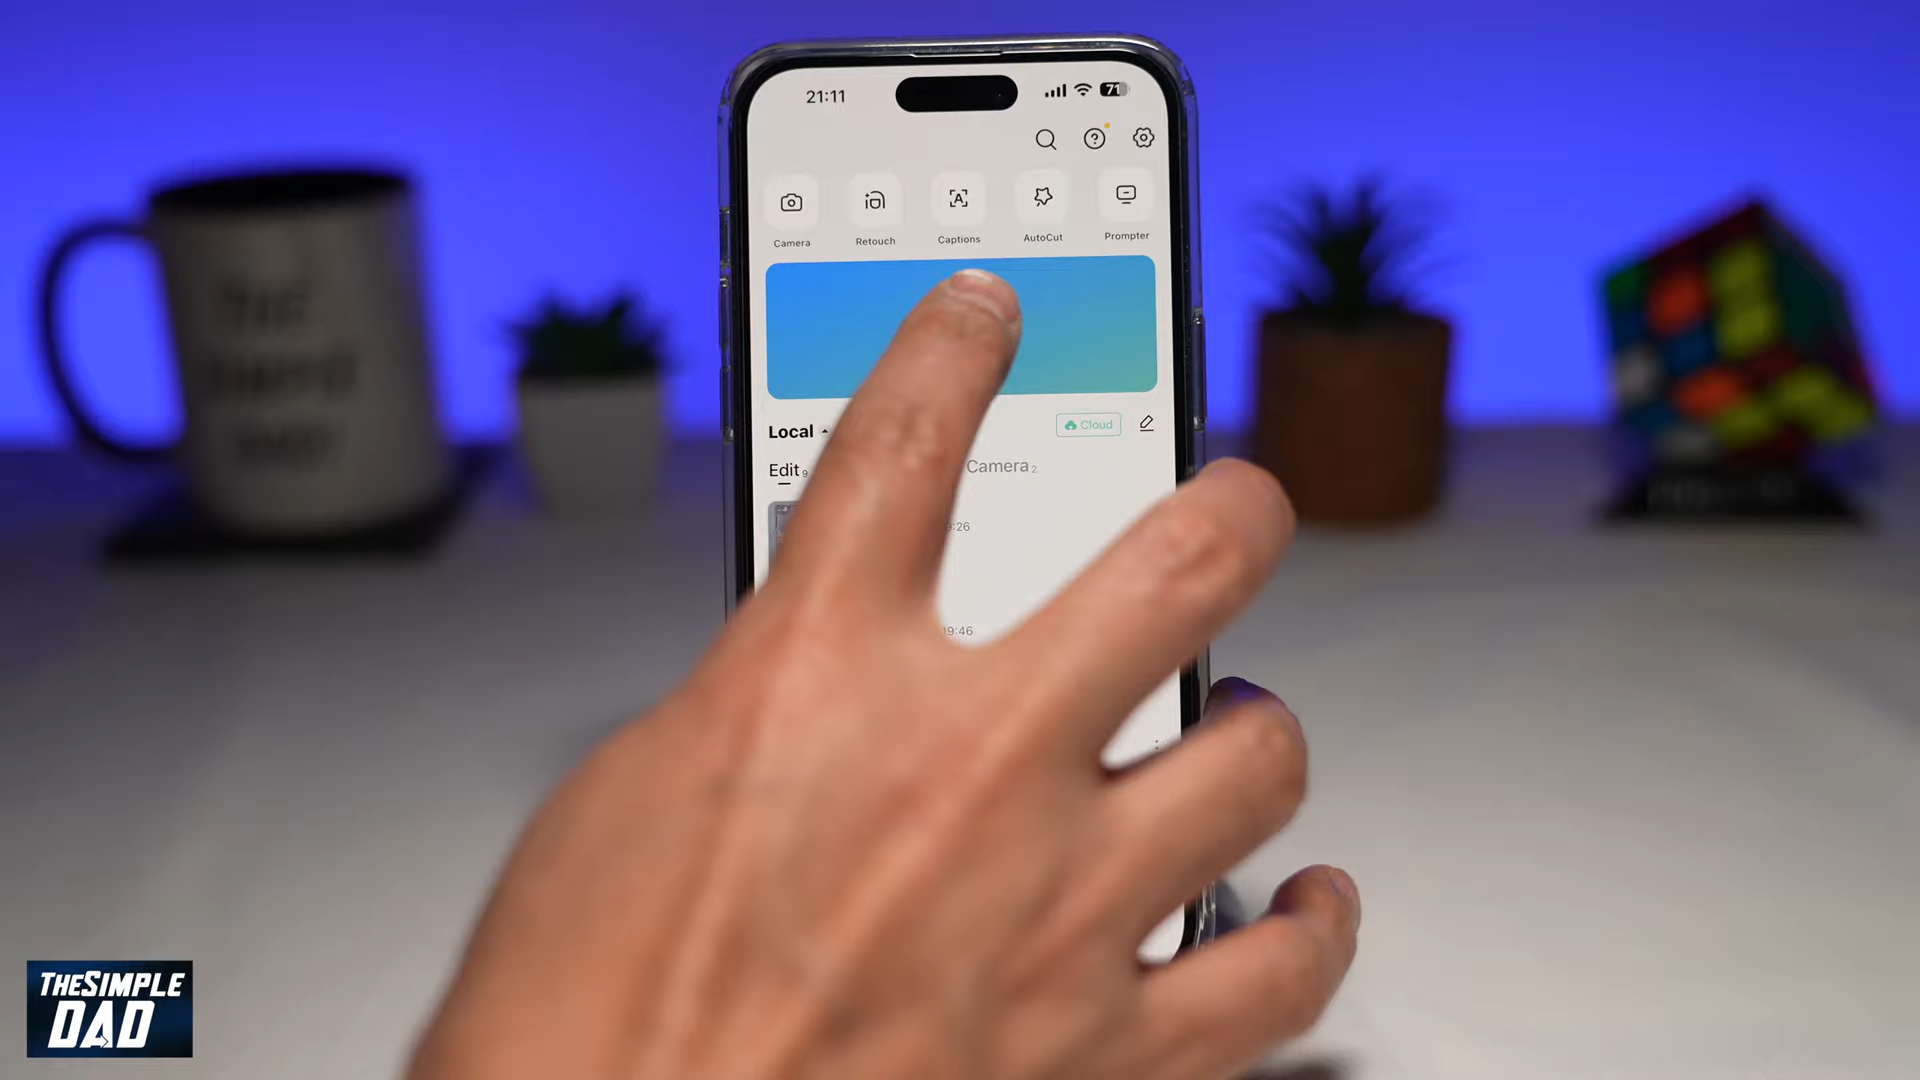 21:11
71
Camera
Retouch
Captions
AutoCut
Prompter
Local
Cloud
Edit 9
Camera 2
9:26
19:46
THESIMPLE
DAD